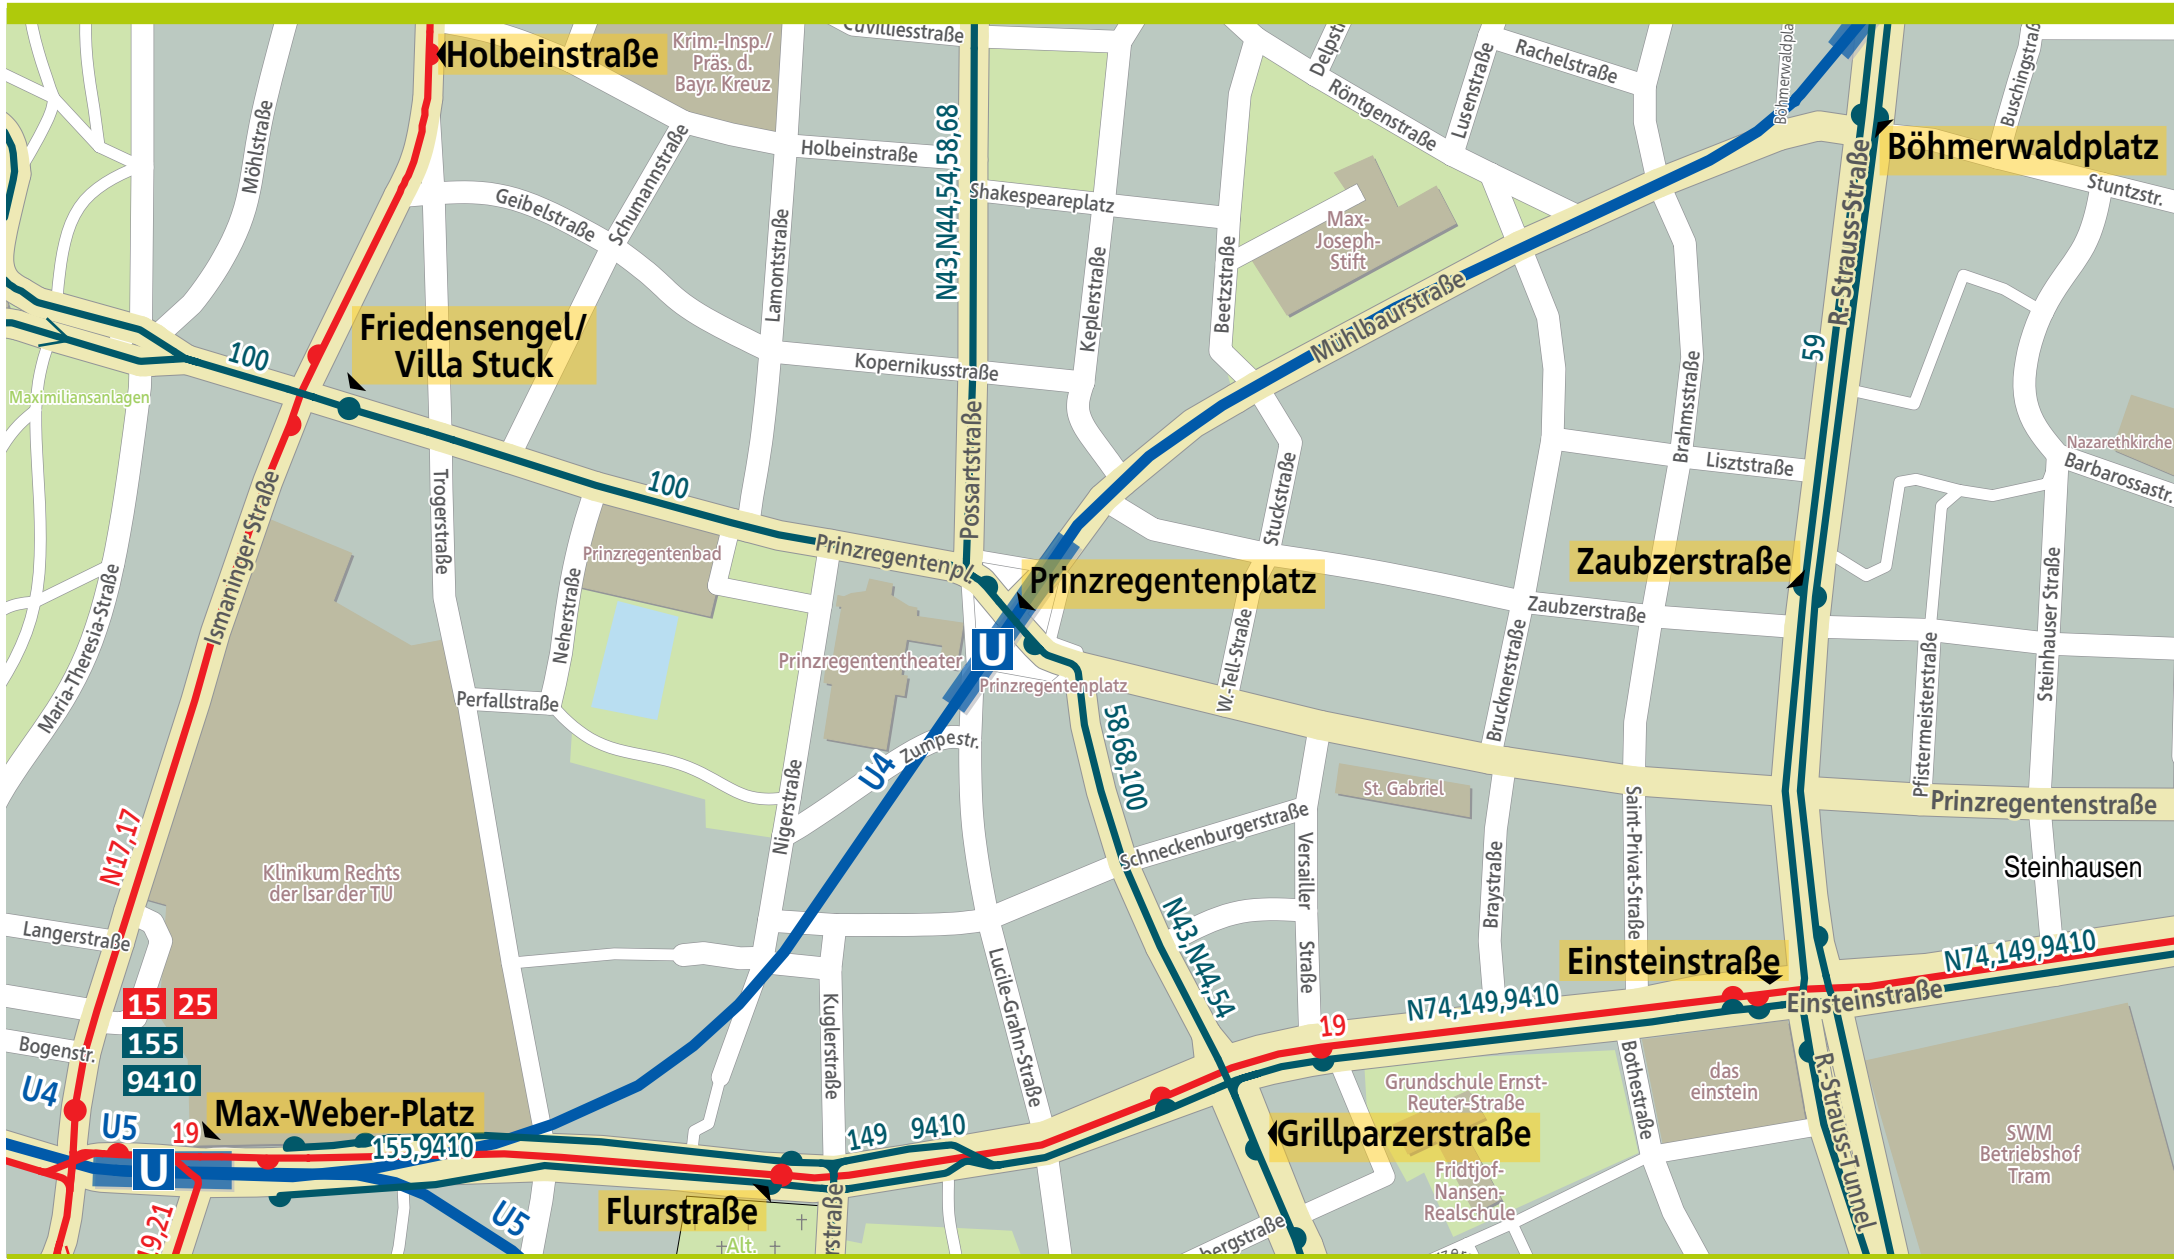 Cuvilliésstraße
Holbeinstraße
Krim.-Insp./
Präs. d.
Bayr. Kreuz
Rachelstraße
Lusenstraße
Röntgenstraße
Möhlstraße
Schumannstraße
Holbeinstraße
N43,N44,54,58,68
Böhmerwaldplatz
Stuntzstr.
Geibelstraße
Shakespeareplatz
Max-
Joseph-
Stift
R.-Strauss-Straße
Lamontstraße
Keplerstraße
Beetzstraße
Mühlbaurstraße
Friedensengel/
Villa Stuck
100
59
Kopernikusstraße
Maximiliansanlagen
Possartstraße
Brahmsstraße
Nazarethkirche
Barbarossastr.
Lisztstraße
Trogerstraße
100
Stuckstraße
Ismaninger Straße
Prinzregentenbad
Prinzregentenpl.
Prinzregentenplatz
Zaubzerstraße
Zaubzerstraße
Maria-Theresia-Straße
Neherstraße
Steinhauser Straße
Prinzregententheater
U
Prinzregentenplatz
W.-Tell-Straße
Brucknerstraße
Pfistermeisterstraße
Perfallstraße
Zumpestr.
U4
58,68,100
St. Gabriel
Prinzregentenstraße
Nigerstraße
Schneckenburgerstraße
Versailler
Straße
Saint-Privat-Straße
Braystraße
Steinhausen
N17,17
Klinikum Rechts
der Isar der TU
Langerstraße
N43,N44,54
Einsteinstraße
N74,149,9410
N74,149,9410
Einsteinstraße
Lucile-Grahn-Straße
Kuglerstraße
15 25
155
9410
19
Bogenstr.
U4
U5
19
Max-Weber-Platz
155,9410
149 9410
Grillparzerstraße
Grundschule Ernst-
Reuter-Straße
Bothestraße
das
einstein
R.-Strauss-Tunnel
SWM
Betriebshof
Tram
Fridtjof-
Nansen-
Realschule
U
Flurstraße
U5
Alt.